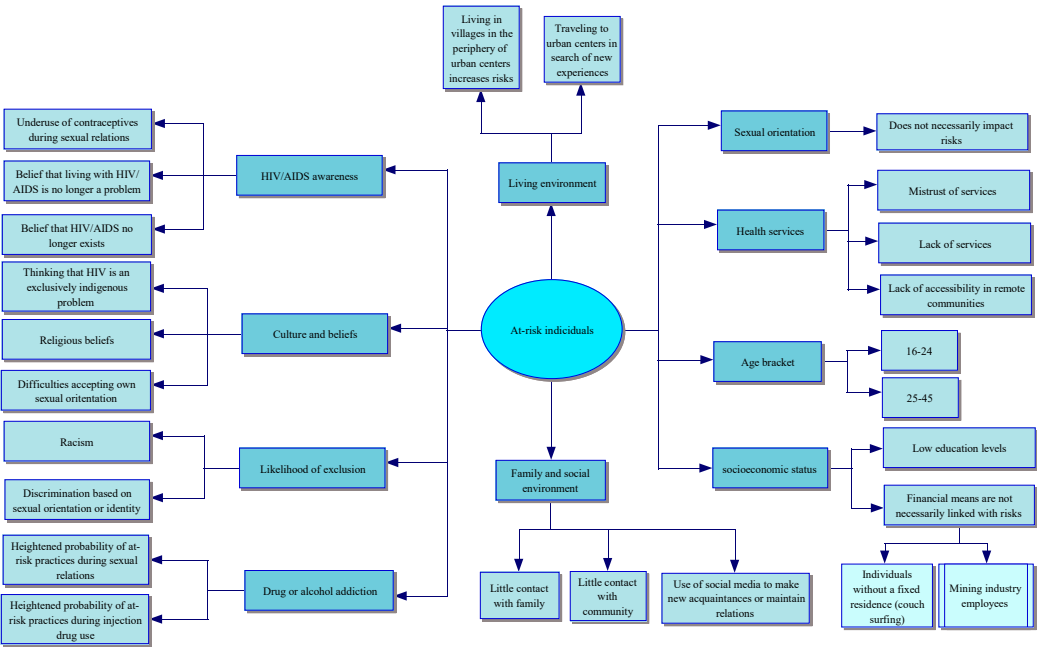 Living in
villages in the
periphery of
urban centers
increases risks
Traveling to
urban centers in
search of new
experiences
Living environment
At-risk indiciduals
HIV/AIDS awareness
Underuse of contraceptives
during sexual relations
Belief that living with HIV/
AIDS is no longer a problem
Belief that HIV/AIDS no
longer exists
Culture and beliefs
Thinking that HIV is an
exclusively indigenous
problem
Religious beliefs
Difficulties accepting own
sexual oritentation
Likelihood of exclusion
Racism
Discrimination based on
sexual orientation or identity
Drug or alcohol addiction
Heightened probability of at-
risk practices during sexual
relations
Heightened probability of at-
risk practices during injection
drug use
Family and social
environment
Little contact
with family
Little contact
with
community
Use of social media to make
new acquaintances or maintain
relations
Sexual orientation
Does not necessarily impact
risks
Health services
Mistrust of services
Lack of services
Lack of accessibility in remote
communities
Age bracket
16-24
25-45
socioeconomic status
Low education levels
Financial means are not
necessarily linked with risks
Individuals
without a fixed
residence (couch
surfing)
Mining industry
employees